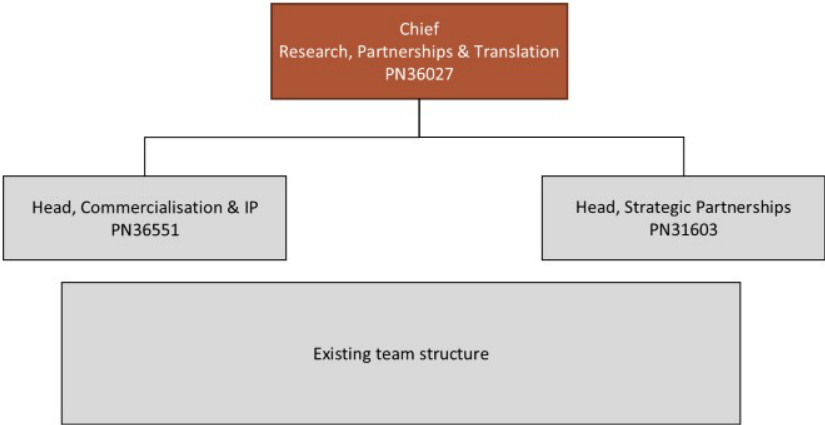 Chief
Research, Partnerships & Translation
PN36027
Head, Commercialisation & IP
PN36551
Head, Strategic Partnerships
PN31603
Existing team structure